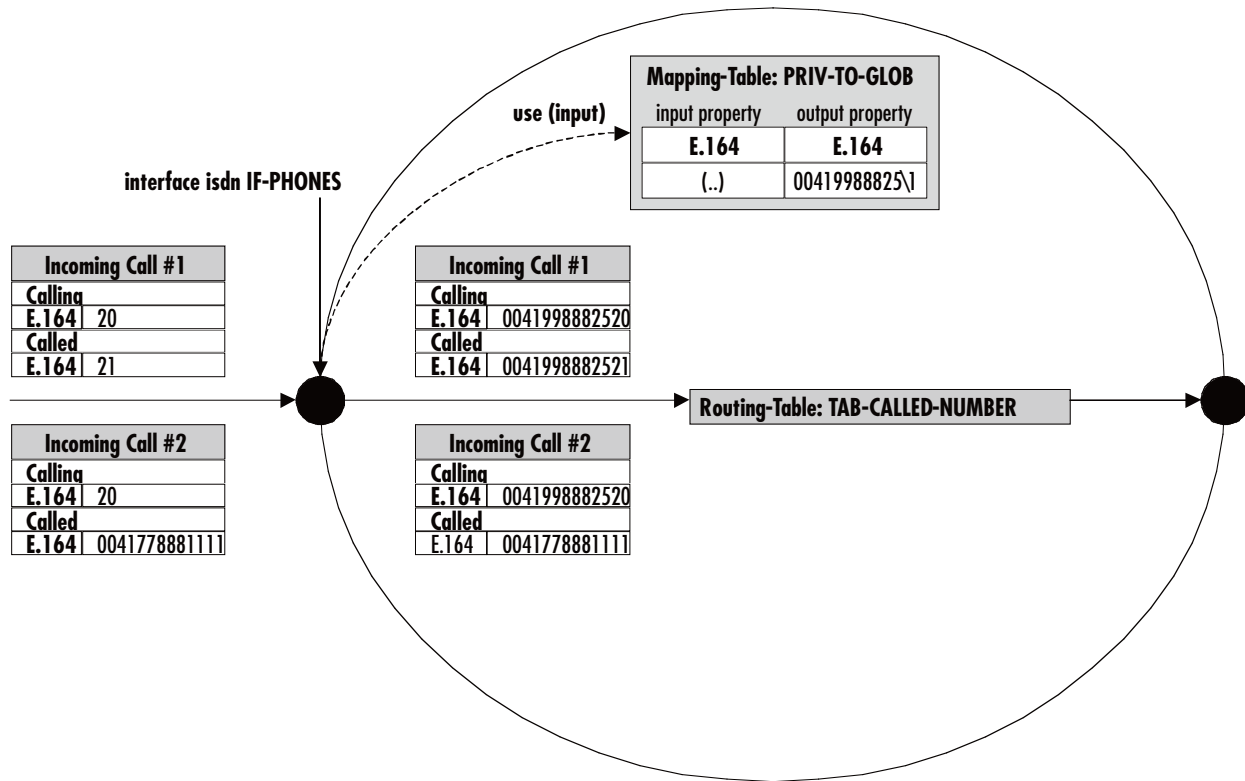 Mapping-Table: PRIV-TO-GLOB
input property output property
E.164 E.164
(..) 00419988825\1
use (input)
interface isdn IF-PHONES
Incoming Call #1
Calling
E.164 20
Called
E.164 21
Incoming Call #1
Calling
E.164 0041998882520
Called
E.164 0041998882521
Routing-Table: TAB-CALLED-NUMBER
Incoming Call #2
Calling
E.164 20
Called
E.164 0041778881111
Incoming Call #2
Calling
E.164 0041998882520
Called
E.164 0041778881111